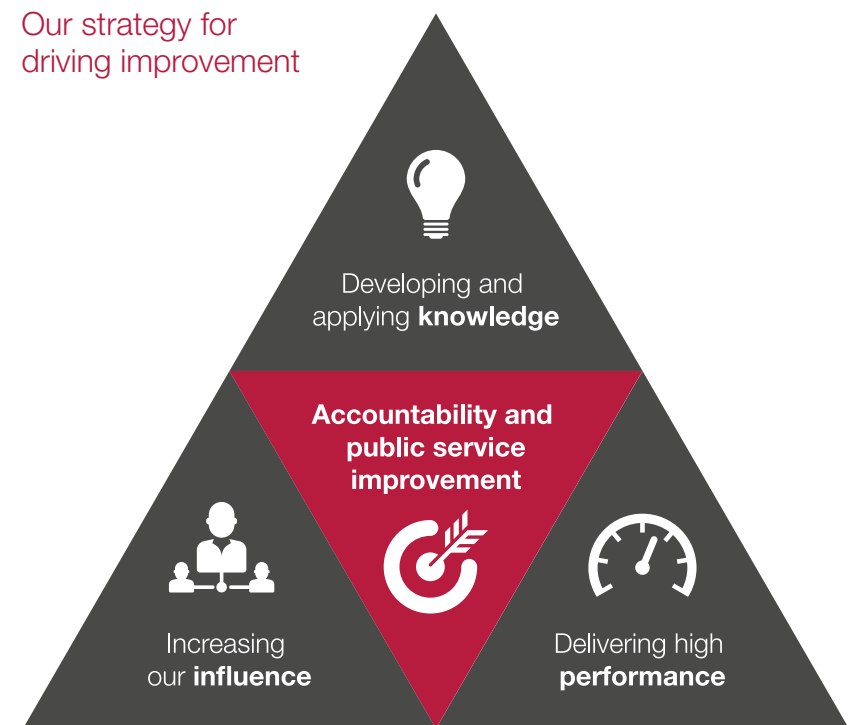 Our strategy for
driving improvement
Developing and
applying knowledge
Accountability and
public service
improvement
Increasing
our influence
Delivering high
performance